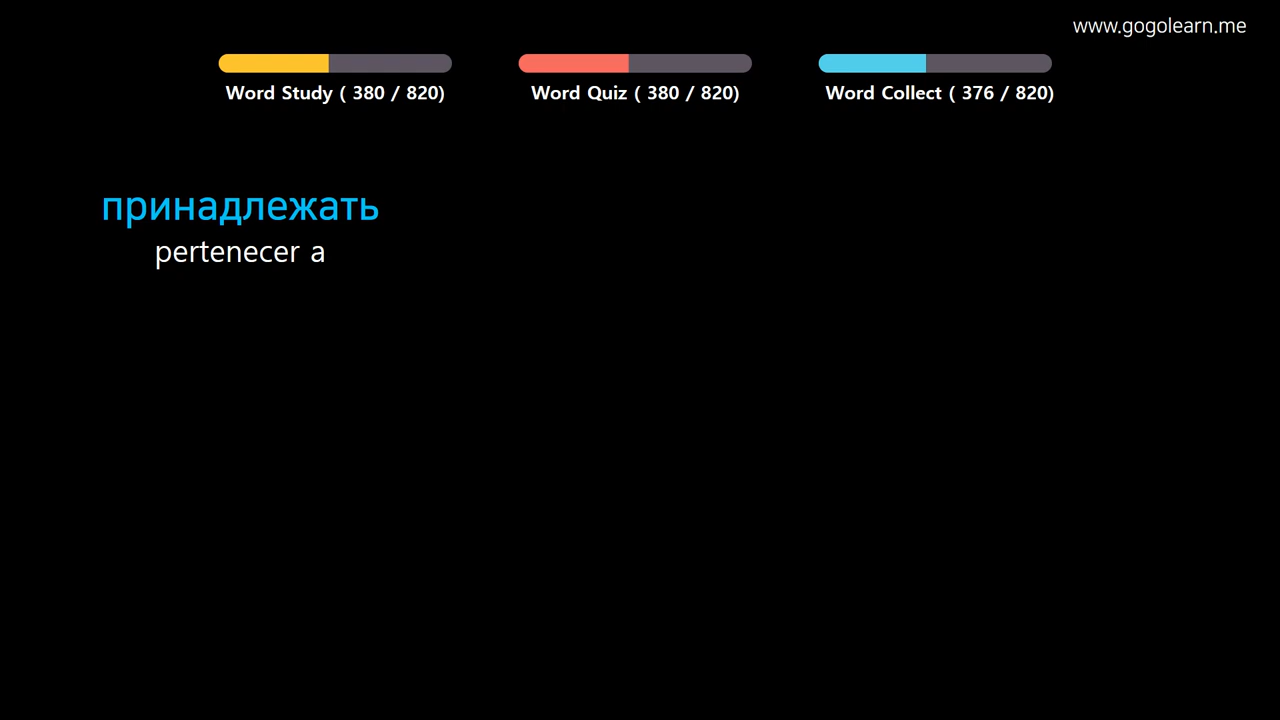 www.gogolearn.me
Word Study ( 380 / 820)
Word Quiz ( 380 / 820)
Word Collect ( 376 / 820)
принадлежать
pertenecer a